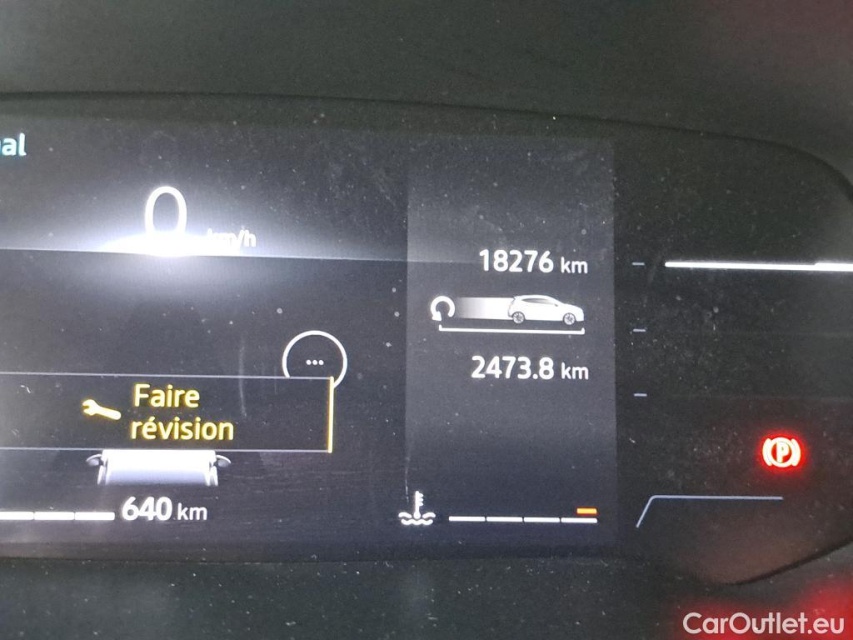 al
0 km/h
18276 km
2473.8 km
Faire
révision
640 km
P
CarOutlet.eu